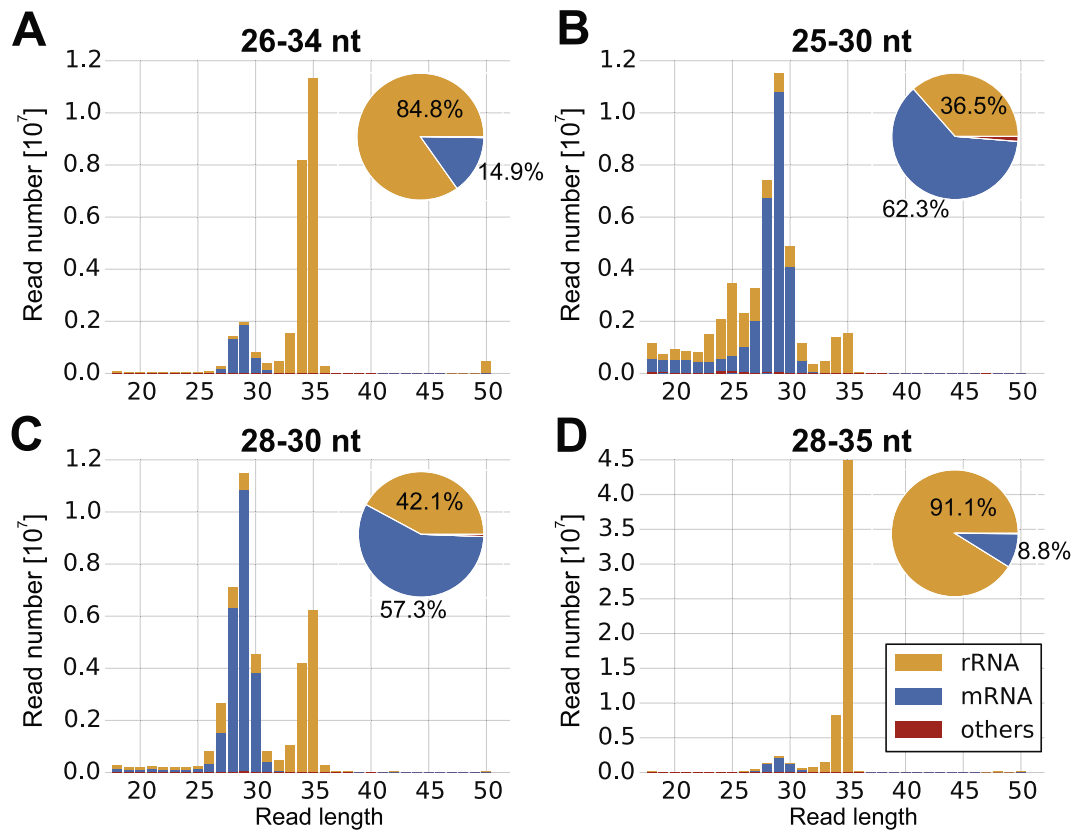 A
26-34 nt
Read number [10⁷]
1.2
1.0
0.8
0.6
0.4
0.2
0.0
20 25 30 35 40 45 50
84.8%
14.9%
B
25-30 nt
Read number [10⁷]
1.2
1.0
0.8
0.6
0.4
0.2
0.0
20 25 30 35 40 45 50
36.5%
62.3%
C
28-30 nt
Read number [10⁷]
1.2
1.0
0.8
0.6
0.4
0.2
0.0
20 25 30 35 40 45 50
Read length
42.1%
57.3%
D
28-35 nt
Read number [10⁷]
4.5
4.0
3.5
3.0
2.5
2.0
1.5
1.0
0.5
0.0
20 25 30 35 40 45 50
Read length
91.1%
8.8%
rRNA
mRNA
others